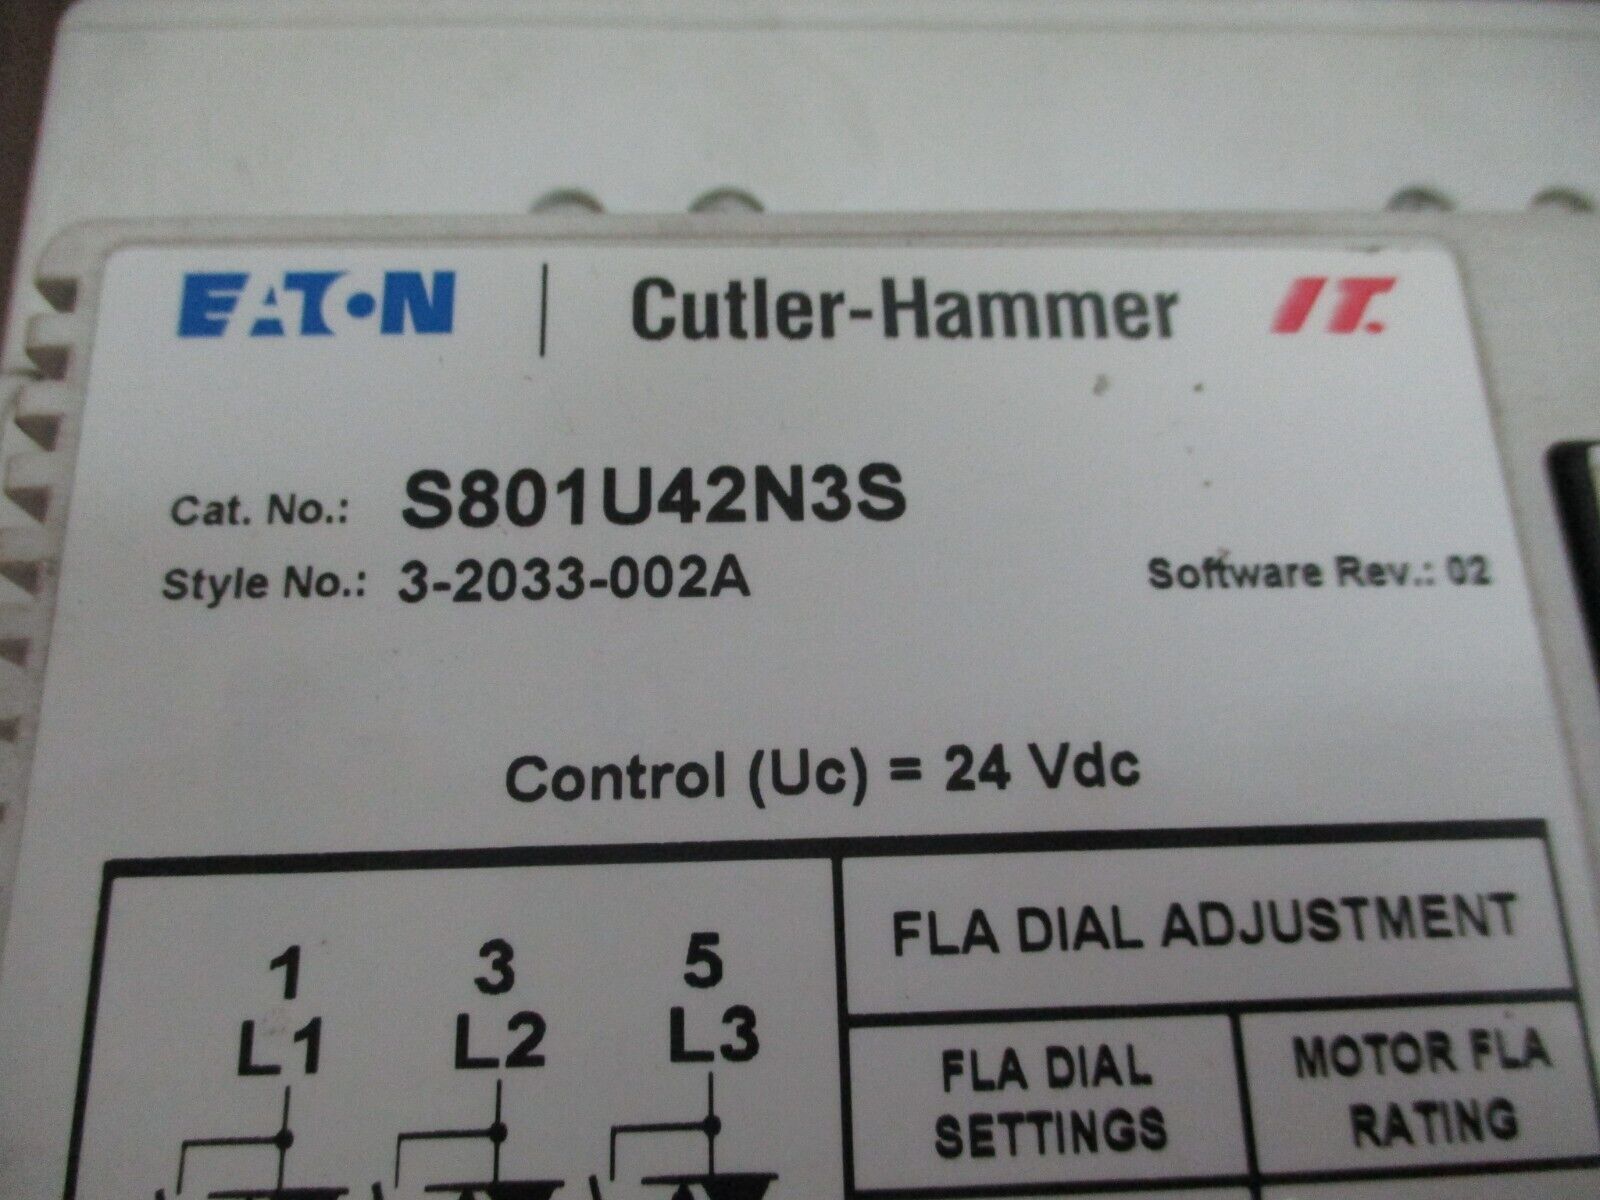 EATON | Cutler-Hammer IT.
Cat. No.: S801U42N3S
Style No.: 3-2033-002A Software Rev.: 02
Control (Uc) = 24 Vdc
1 3 5
L1 L2 L3
FLA DIAL ADJUSTMENT
FLA DIAL
SETTINGS
MOTOR FLA
RATING